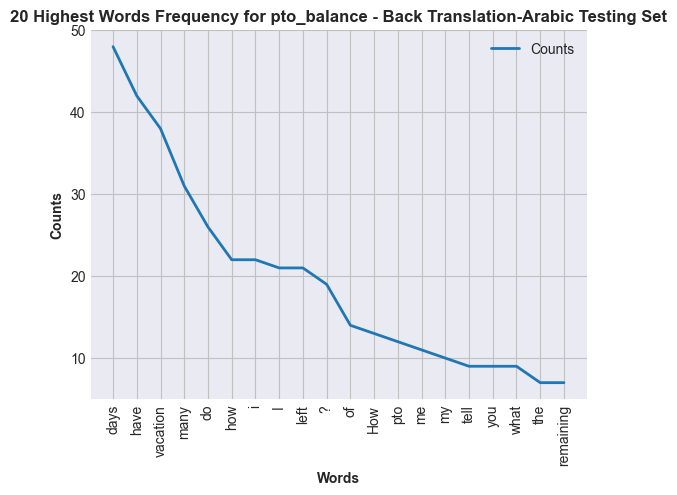 20 Highest Words Frequency for pto_balance - Back Translation-Arabic Testing Set
Counts
50
40
30
20
10
Counts
days
have
vacation
many
do
how
i
I
left
?
of
How
pto
me
my
tell
you
what
the
remaining
Words